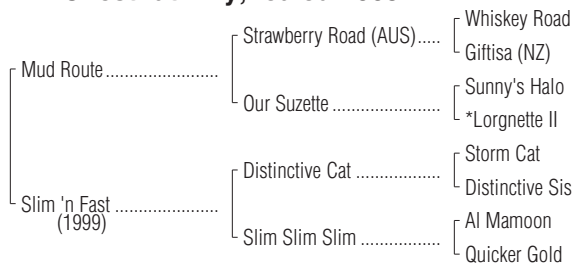 Whiskey Road
Strawberry Road (AUS).....
Giftisa (NZ)
Mud Route ........................
Sunny's Halo
Our Suzette .......................
*Lorgnette II
Storm Cat
Distinctive Cat ..................
Distinctive Sis
Slim 'n Fast ......................
(1999)
Al Mamoon
Slim Slim Slim ..................
Quicker Gold